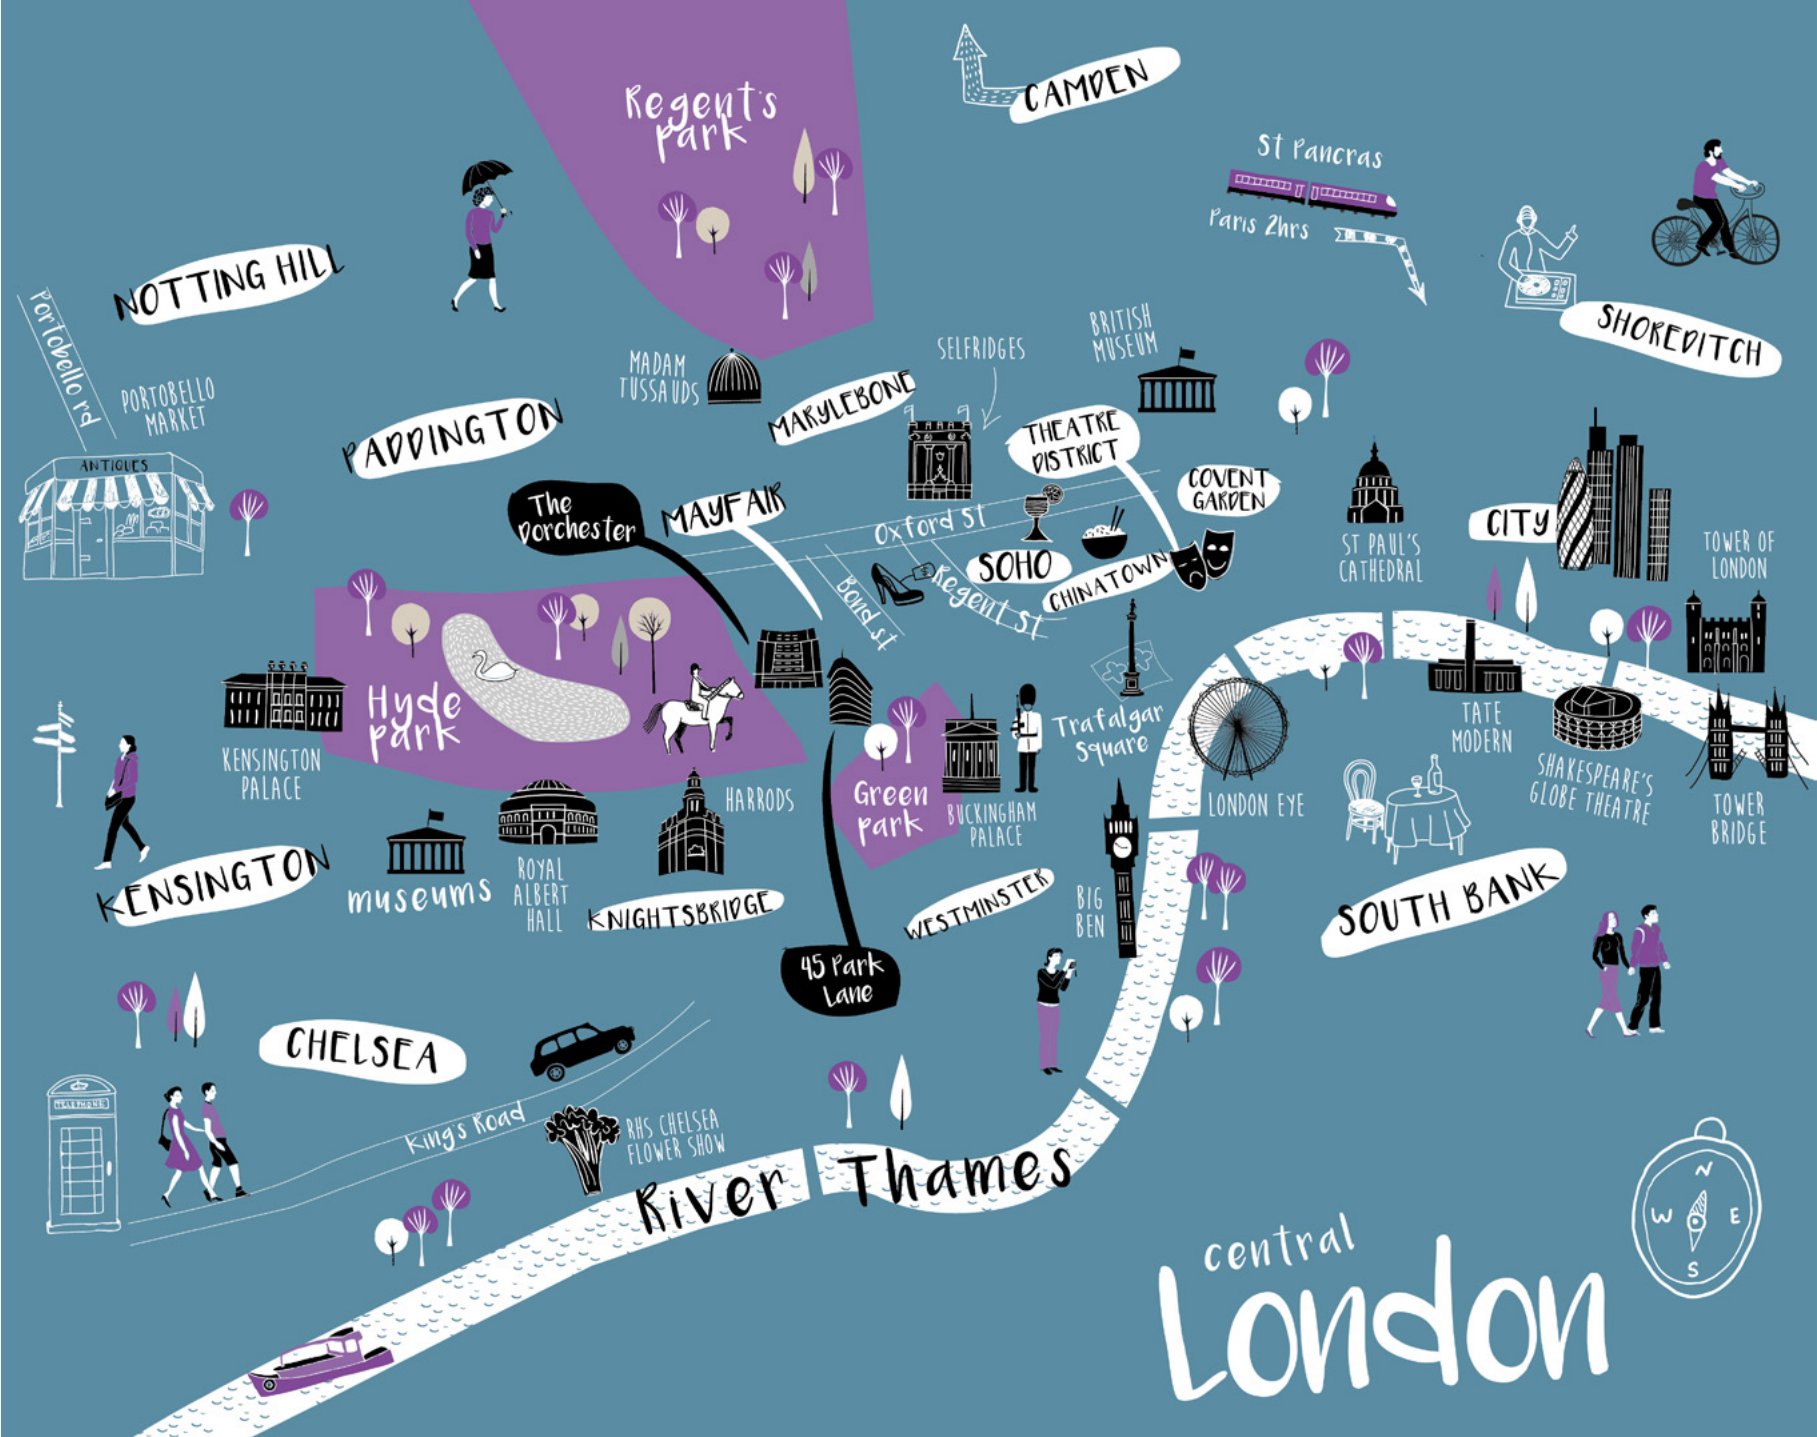 Regent's
park
CAMDEN
St Pancras
Paris 2hrs
NOTTING HILL
Portobello rd
PORTOBELLO
MARKET
ANTIQUES
SHOREDITCH
BRITISH
MUSEUM
SELFRIDGES
MADAM
TUSSAUDS
MARYLEBONE
PADDINGTON
THEATRE
DISTRICT
COVENT
GARDEN
The
Dorchester
MAYFAIR
Oxford St
SOHO
CHINATOWN
Bond st
Regent St
$
CITY
ST PAUL'S
CATHEDRAL
TOWER OF
LONDON
Hyde
park
KENSINGTON
PALACE
HARRODS
Green
park
BUCKINGHAM
PALACE
Trafalgar
square
LONDON EYE
TATE
MODERN
SHAKESPEARE'S
GLOBE THEATRE
TOWER
BRIDGE
KENSINGTON
museums
ROYAL
ALBERT
HALL
KNIGHTSBRIDGE
WESTMINSTER
BIG
BEN
SOUTH BANK
45 Park
Lane
CHELSEA
TELEPHONE
King's Road
RHS CHELSEA
FLOWER SHOW
River Thames
N
W E
S
central
London